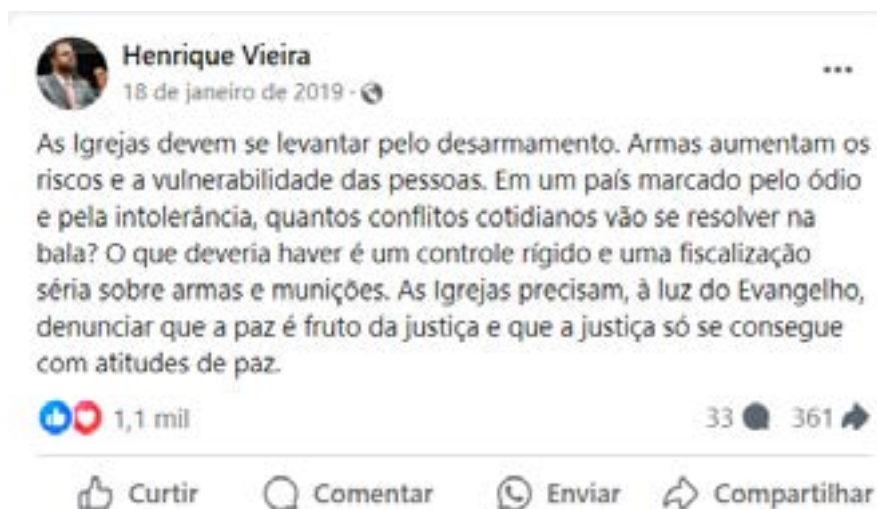 Henrique Vieira
18 de janeiro de 2019 ·
As Igrejas devem se levantar pelo desarmamento. Armas aumentam os
riscos e a vulnerabilidade das pessoas. Em um país marcado pelo ódio
e pela intolerância, quantos conflitos cotidianos vão se resolver na
bala? O que deveria haver é um controle rígido e uma fiscalização
séria sobre armas e munições. As Igrejas precisam, à luz do Evangelho,
denunciar que a paz é fruto da justiça e que a justiça só se consegue
com atitudes de paz.
1,1 mil 33 361
Curtir Comentar Enviar Compartilhar